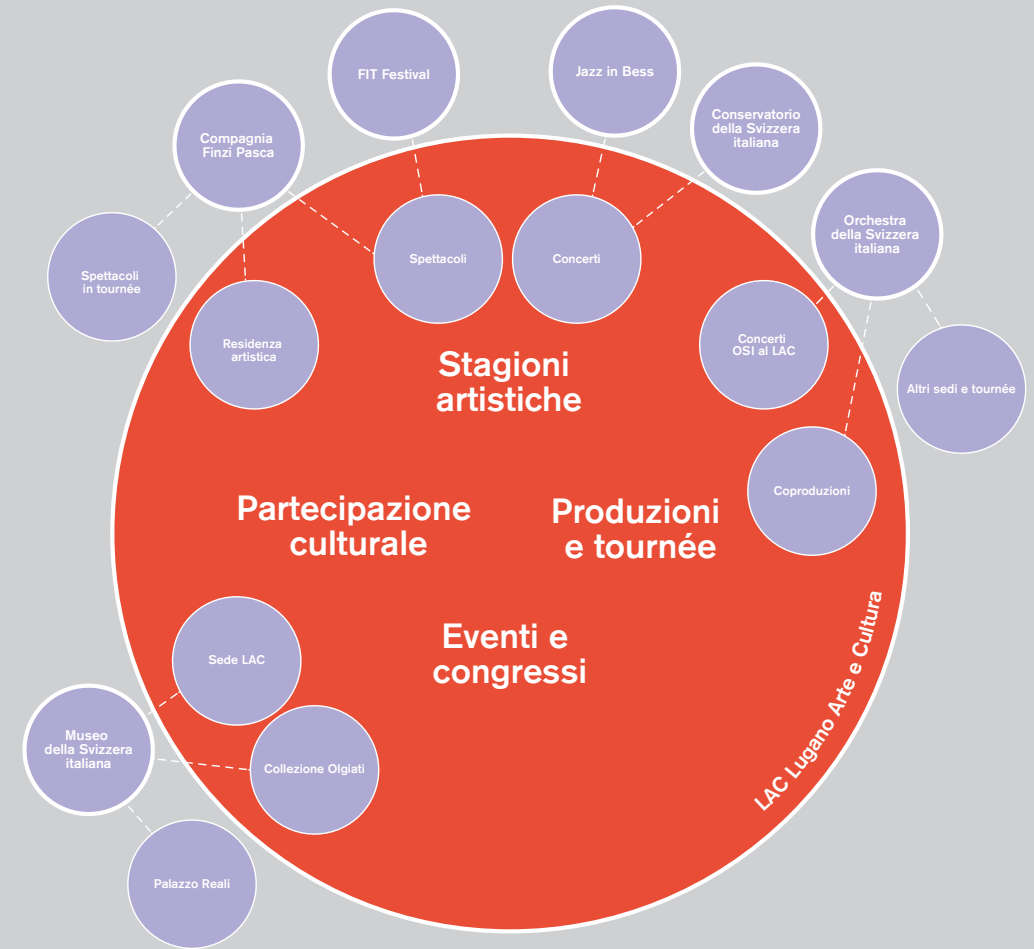 FIT Festival
Jazz in Bess
Conservatorio
della Svizzera
italiana
Compagnia
Finzi Pasca
Orchestra
della Svizzera
italiana
Spettacoli
in tournée
Spettacoli
Concerti
Residenza
artistica
Concerti
OSI al LAC
Altri sedi e tournée
Stagioni
artistiche
Coproduzioni
Partecipazione
culturale
Produzioni
e tournée
Eventi e
congressi
LAC Lugano Arte e Cultura
Sede LAC
Museo
della Svizzera
italiana
Collezione Olgiati
Palazzo Reali